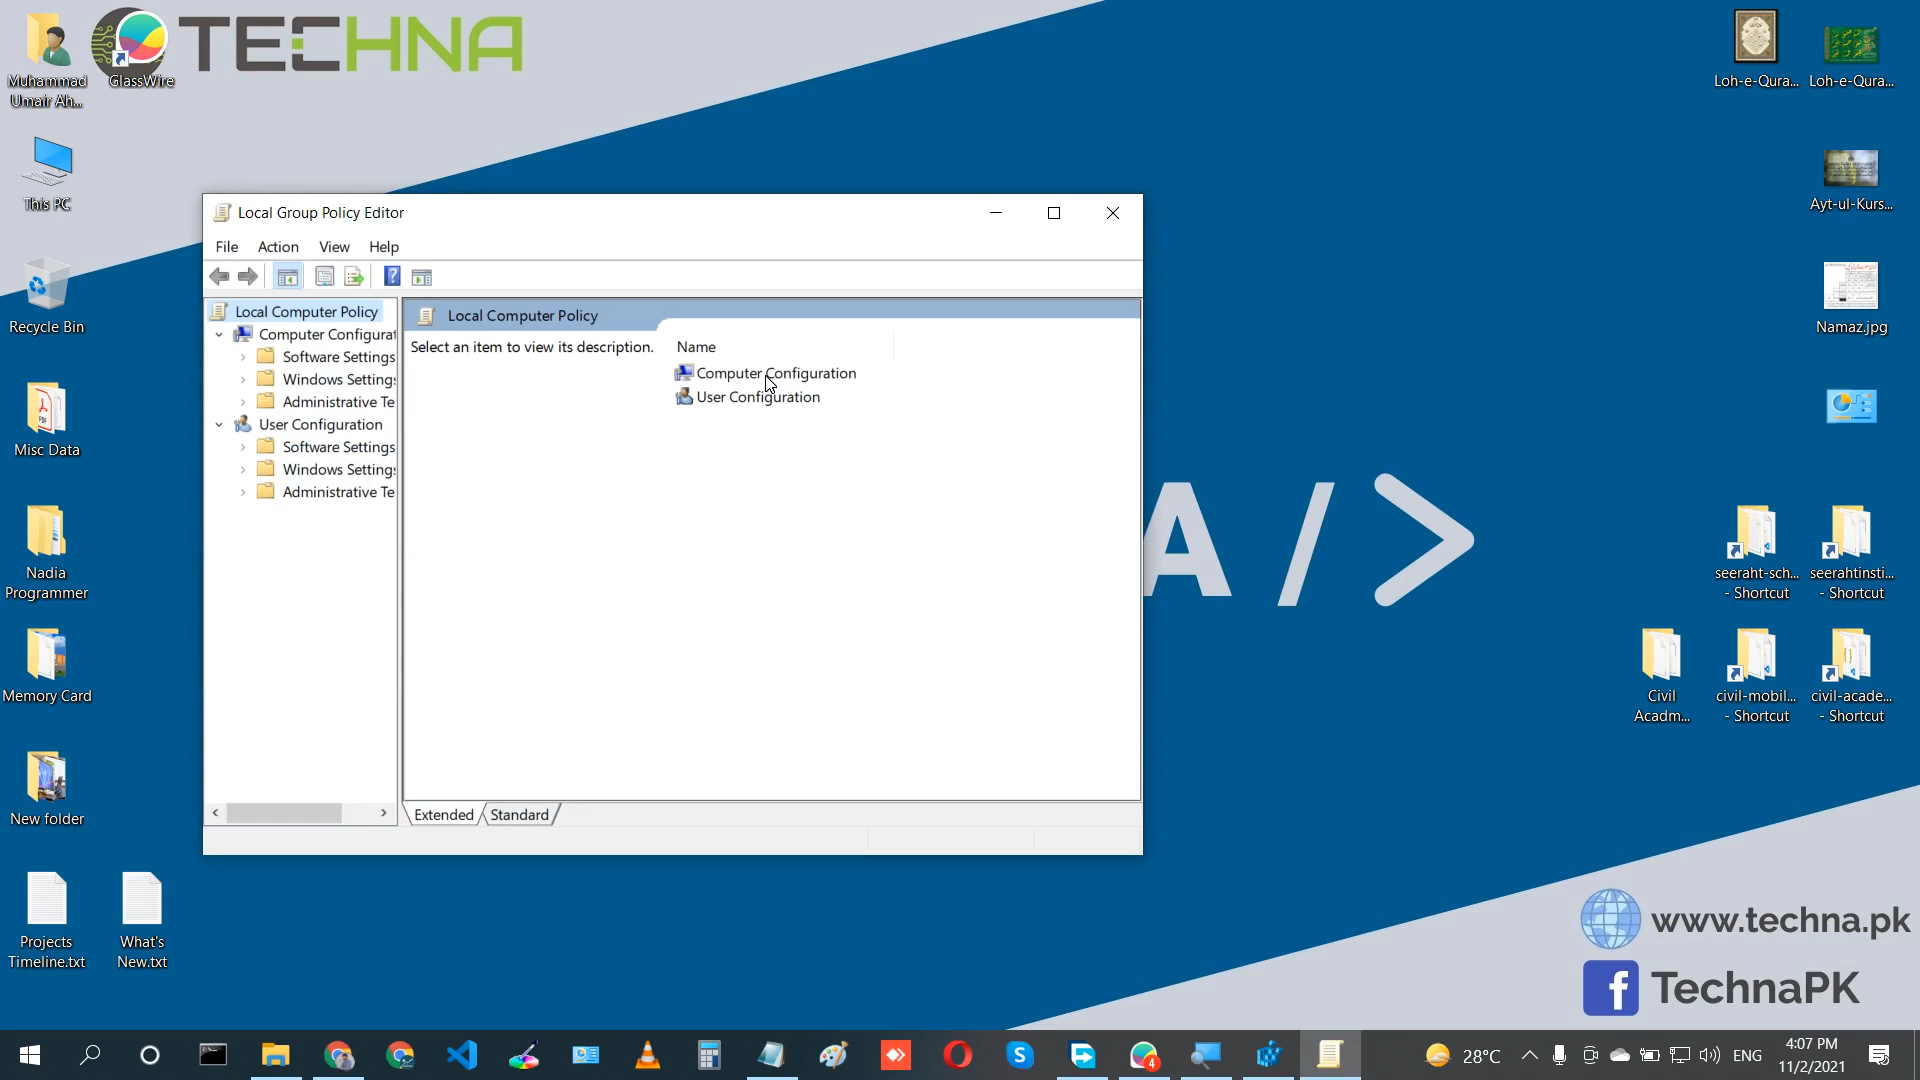 TECHNA
Muhammad
Umair Ah...
GlassWire
This PC
Recycle Bin
Misc Data
Nadia
Programmer
Memory Card
New folder
Projects
Timeline.txt
What's
New.txt
Local Group Policy Editor
File Action View Help
Local Computer Policy
Computer Configurat
Software Settings
Windows Settings
Administrative Te
User Configuration
Software Settings
Windows Settings
Administrative Te
Local Computer Policy
Select an item to view its description.
Name
Computer Configuration
User Configuration
Extended Standard
A />
Loh-e-Qura...
Loh-e-Qura...
Ayt-ul-Kurs...
Namaz.jpg
seeraht-sch...
- Shortcut
seerahtinsti...
- Shortcut
Civil
Acadm...
civil-mobil...
- Shortcut
civil-acade...
- Shortcut
www.techna.pk
f TechnaPK
4
28°C
ENG
4:07 PM
11/2/2021